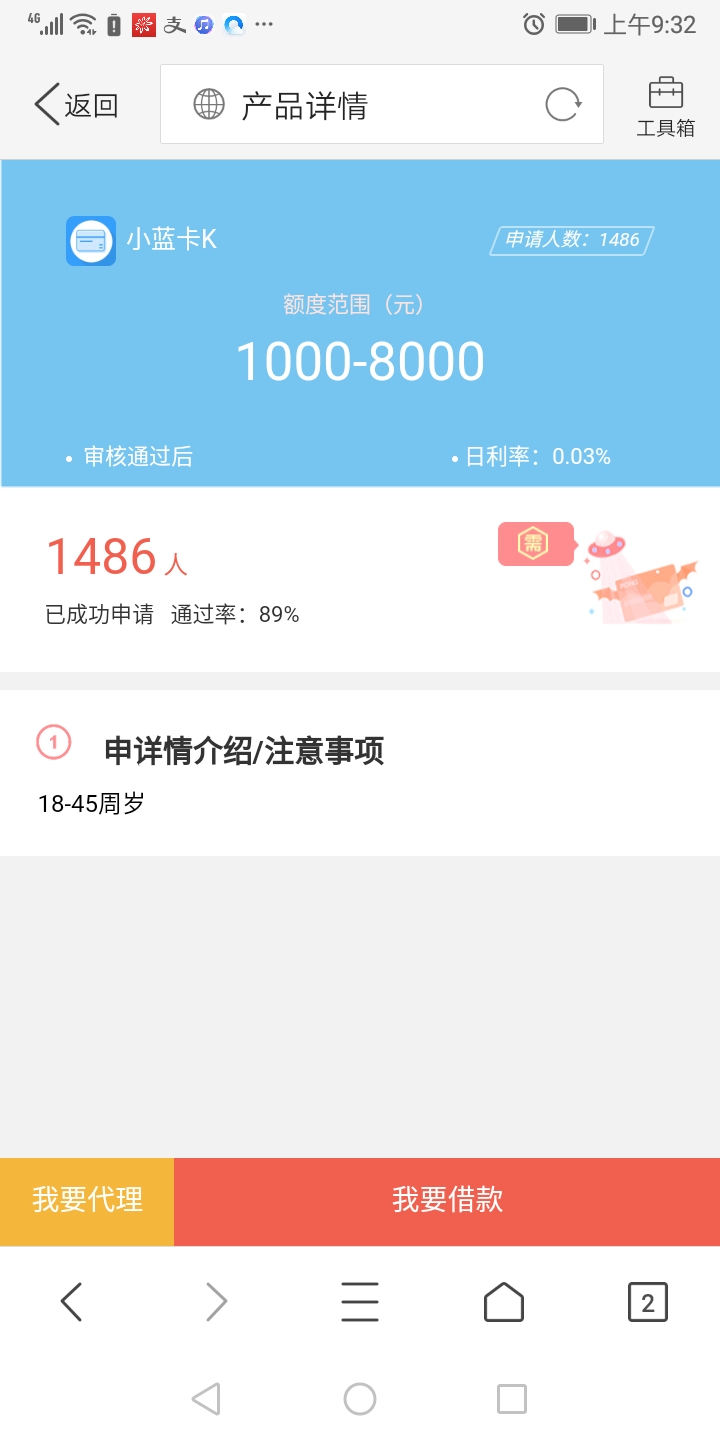 4G 上午9:32
返回 产品详情
工具箱
小蓝卡K 申请人数：1486
额度范围（元）
1000-8000
• 审核通过后 • 日利率：0.03%
1486 人
需
已成功申请 通过率：89%
1 申详情介绍/注意事项
18-45周岁
我要代理 我要借款
2